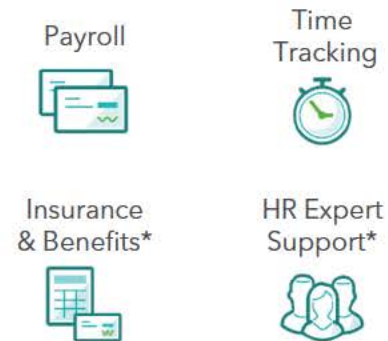 Payroll
Time
Tracking
Insurance
& Benefits*
HR Expert
Support*